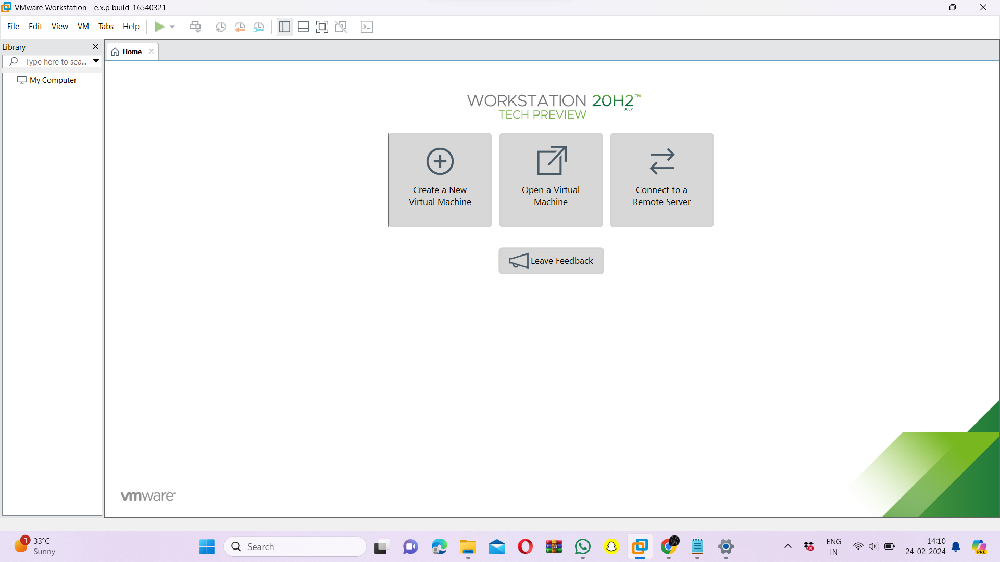 VMware Workstation - e.x.p build-16540321
File Edit View VM Tabs Help
Library
Type here to sea...
My Computer
Home
WORKSTATION 20H2™
JULY
TECH PREVIEW
Create a New
Virtual Machine
Open a Virtual
Machine
Connect to a
Remote Server
Leave Feedback
vmware®
1
33°C
Sunny
Search
ENG
IN
14:10
24-02-2024
PRE